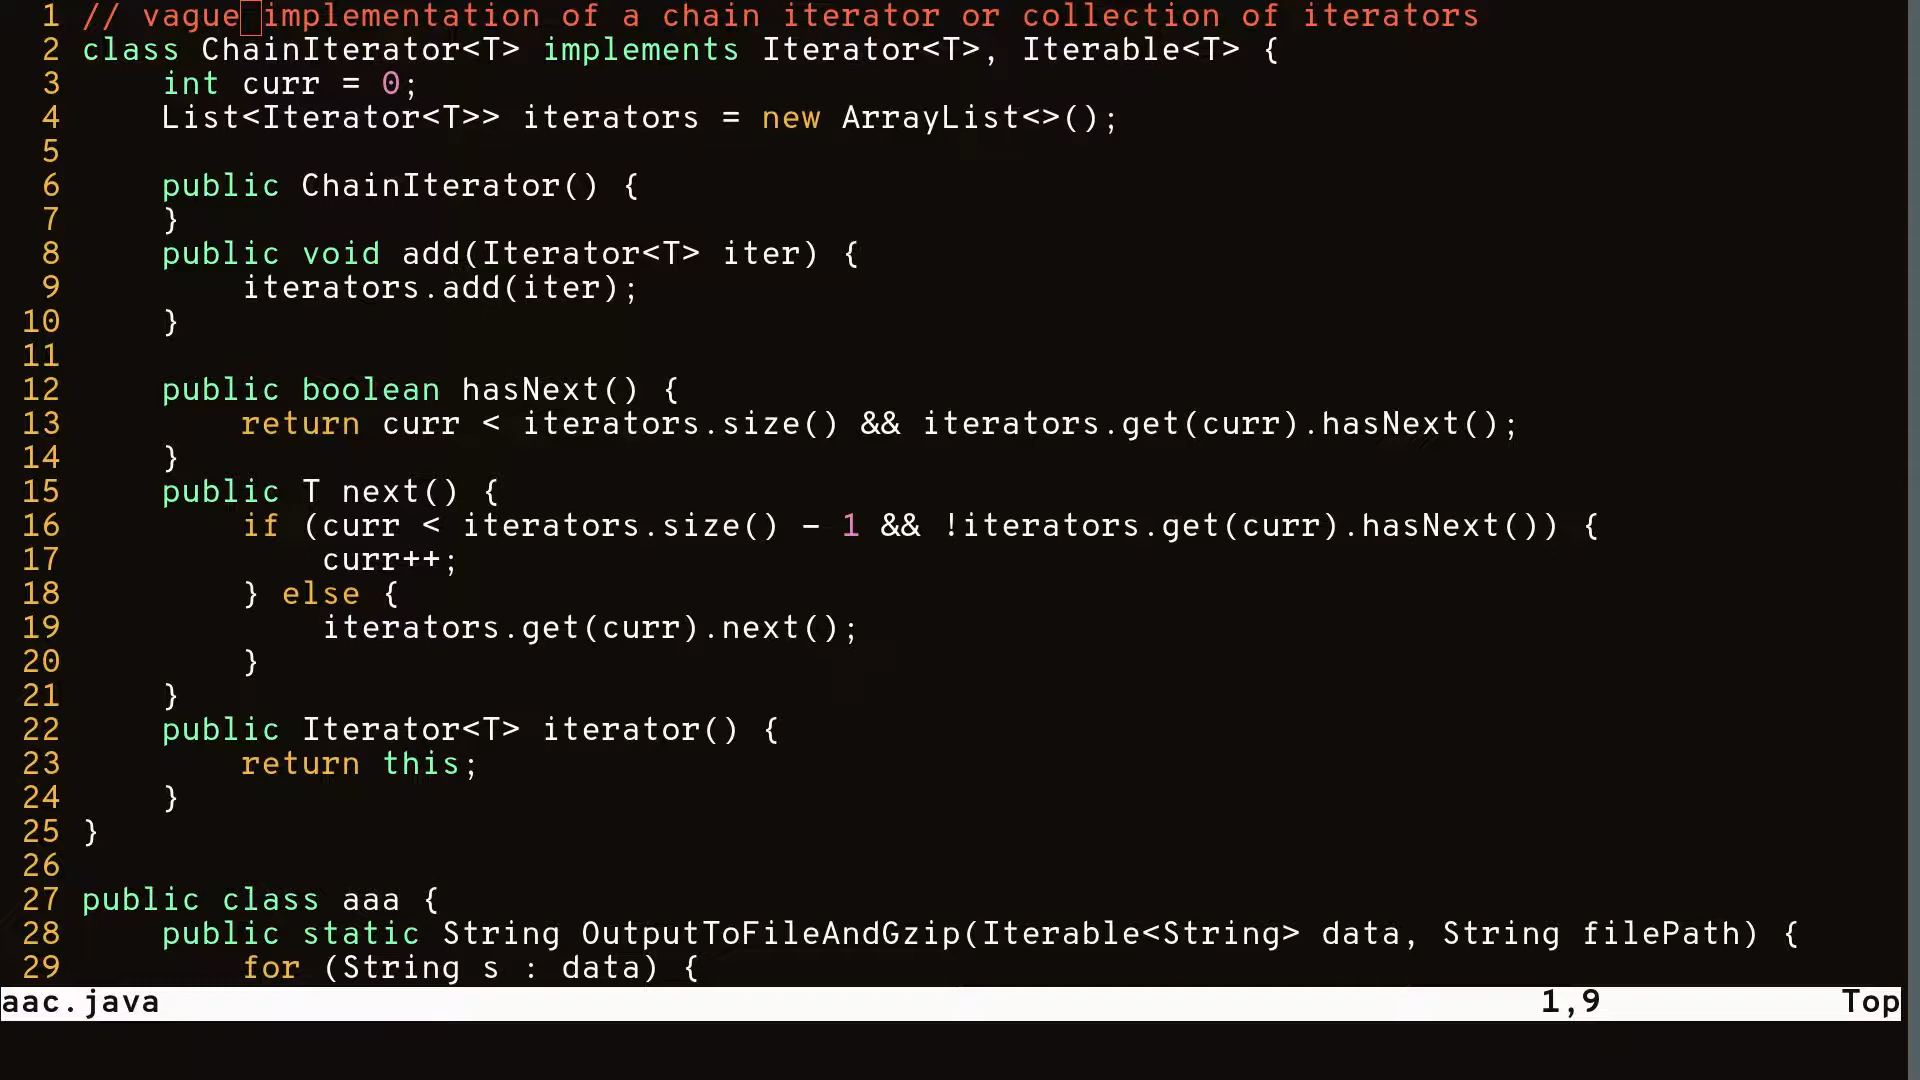 1 // vague implementation of a chain iterator or collection of iterators
2 class ChainIterator<T> implements Iterator<T>, Iterable<T> {
3     int curr = 0;
4     List<Iterator<T>> iterators = new ArrayList<>();
5
6     public ChainIterator() {
7     }
8     public void add(Iterator<T> iter) {
9         iterators.add(iter);
10     }
11
12     public boolean hasNext() {
13         return curr < iterators.size() && iterators.get(curr).hasNext();
14     }
15     public T next() {
16         if (curr < iterators.size() - 1 && !iterators.get(curr).hasNext()) {
17             curr++;
18         } else {
19             iterators.get(curr).next();
20         }
21     }
22     public Iterator<T> iterator() {
23         return this;
24     }
25 }
26
27 public class aaa {
28     public static String OutputToFileAndGzip(Iterable<String> data, String filePath) {
29         for (String s : data) {
aac.java 1,9 Top